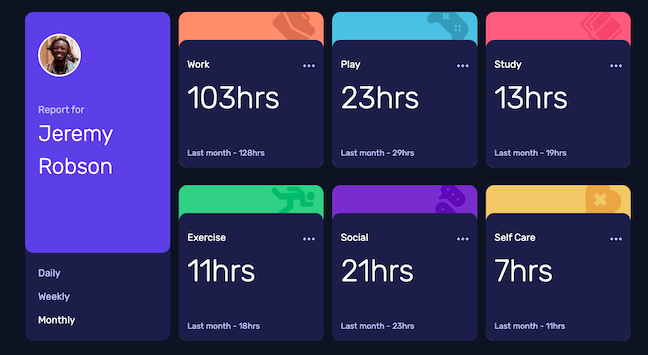 Report for
Jeremy
Robson
Daily
Weekly
Monthly
Work
103hrs
Last month - 128hrs
Play
23hrs
Last month - 29hrs
Study
13hrs
Last month - 19hrs
Exercise
11hrs
Last month - 18hrs
Social
21hrs
Last month - 23hrs
Self Care
7hrs
Last month - 11hrs